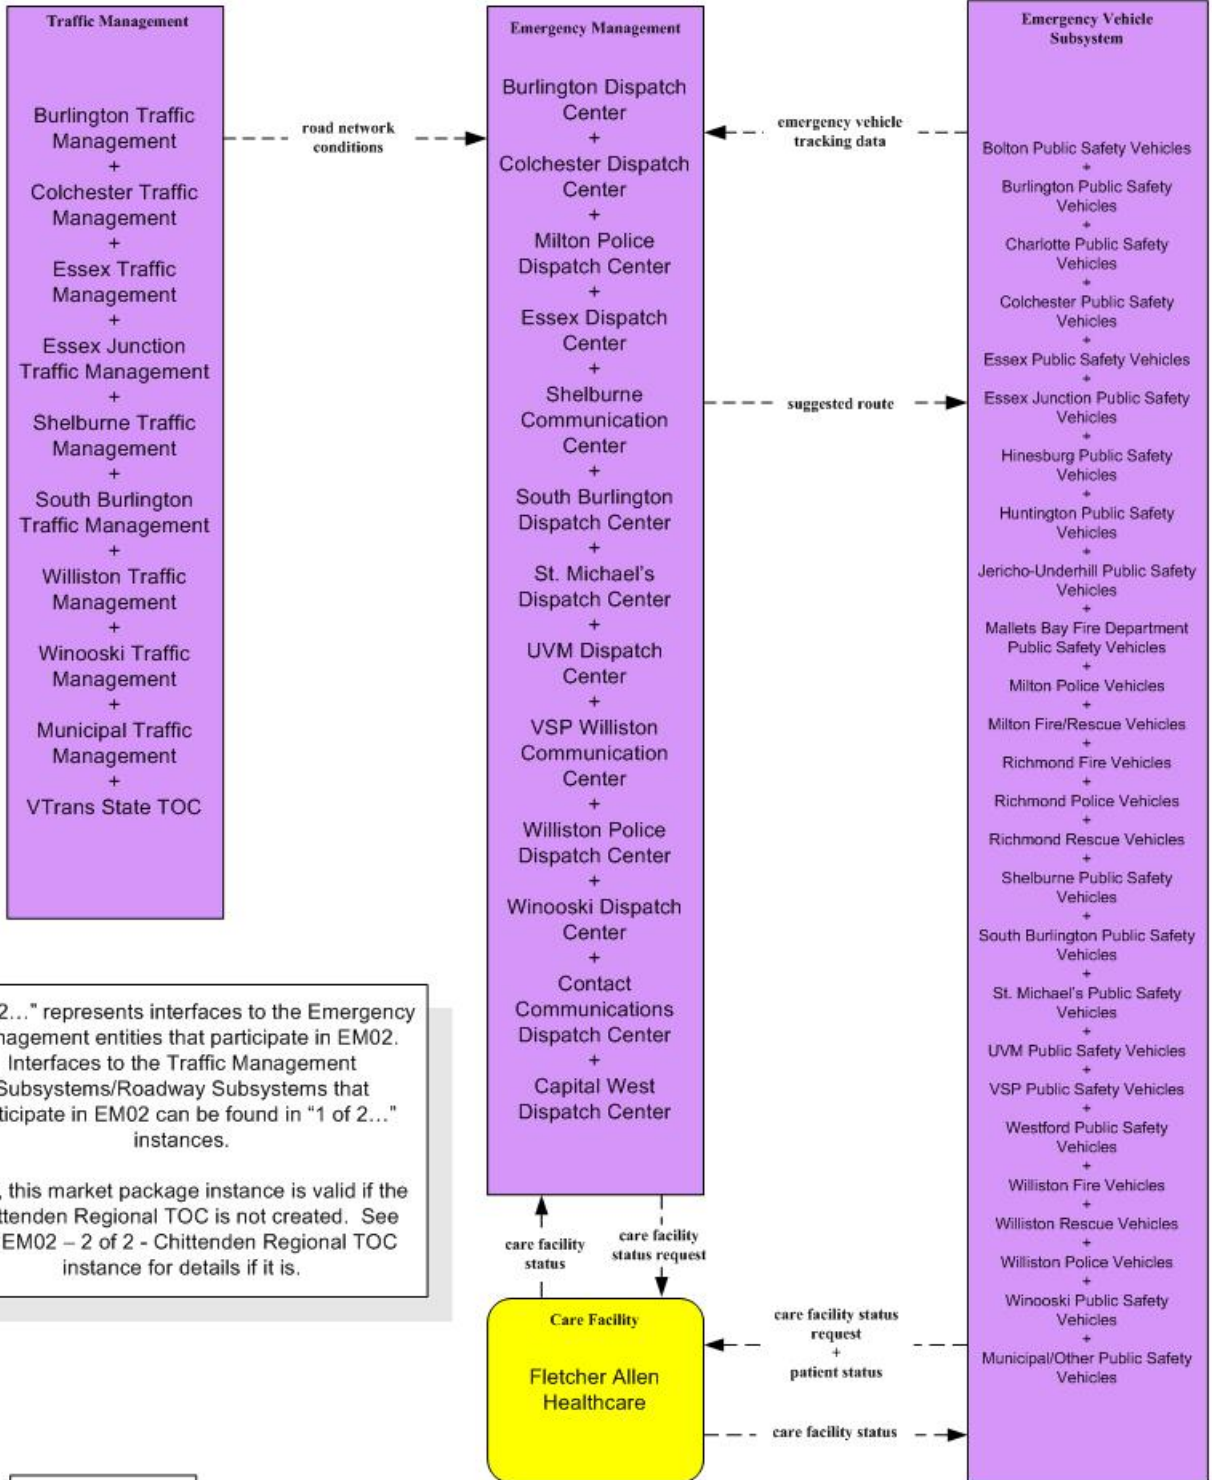 Traffic Management
Burlington Traffic
Management
+
Colchester Traffic
Management
+
Essex Traffic
Management
+
Essex Junction
Traffic Management
+
Shelburne Traffic
Management
+
South Burlington
Traffic Management
+
Williston Traffic
Management
+
Winooski Traffic
Management
+
Municipal Traffic
Management
+
VTrans State TOC
road network
conditions
Emergency Management
Burlington Dispatch
Center
+
Colchester Dispatch
Center
+
Milton Police
Dispatch Center
+
Essex Dispatch
Center
+
Shelburne
Communication
Center
+
South Burlington
Dispatch Center
+
St. Michael's
Dispatch Center
+
UVM Dispatch
Center
+
VSP Williston
Communication
Center
+
Williston Police
Dispatch Center
+
Winooski Dispatch
Center
+
Contact
Communications
Dispatch Center
+
Capital West
Dispatch Center
emergency vehicle
tracking data
suggested route
Emergency Vehicle
Subsystem
Bolton Public Safety Vehicles
+
Burlington Public Safety
Vehicles
+
Charlotte Public Safety
Vehicles
+
Colchester Public Safety
Vehicles
+
Essex Public Safety Vehicles
+
Essex Junction Public Safety
Vehicles
+
Hinesburg Public Safety
Vehicles
+
Huntington Public Safety
Vehicles
+
Jericho-Underhill Public Safety
Vehicles
+
Mallets Bay Fire Department
Public Safety Vehicles
+
Milton Police Vehicles
+
Milton Fire/Rescue Vehicles
+
Richmond Fire Vehicles
+
Richmond Police Vehicles
+
Richmond Rescue Vehicles
+
Shelburne Public Safety
Vehicles
+
South Burlington Public Safety
Vehicles
+
St. Michael's Public Safety
Vehicles
+
UVM Public Safety Vehicles
+
VSP Public Safety Vehicles
+
Westford Public Safety
Vehicles
+
Williston Fire Vehicles
+
Williston Rescue Vehicles
+
Williston Police Vehicles
+
Winooski Public Safety
Vehicles
+
Municipal/Other Public Safety
Vehicles
2…" represents interfaces to the Emergency
nagement entities that participate in EM02.
Interfaces to the Traffic Management
Subsystems/Roadway Subsystems that
ticipate in EM02 can be found in "1 of 2…"
instances.
, this market package instance is valid if the
ttenden Regional TOC is not created. See
EM02 – 2 of 2 - Chittenden Regional TOC
instance for details if it is.
care facility
status
care facility
status request
Care Facility
Fletcher Allen
Healthcare
care facility status
request
+
patient status
care facility status